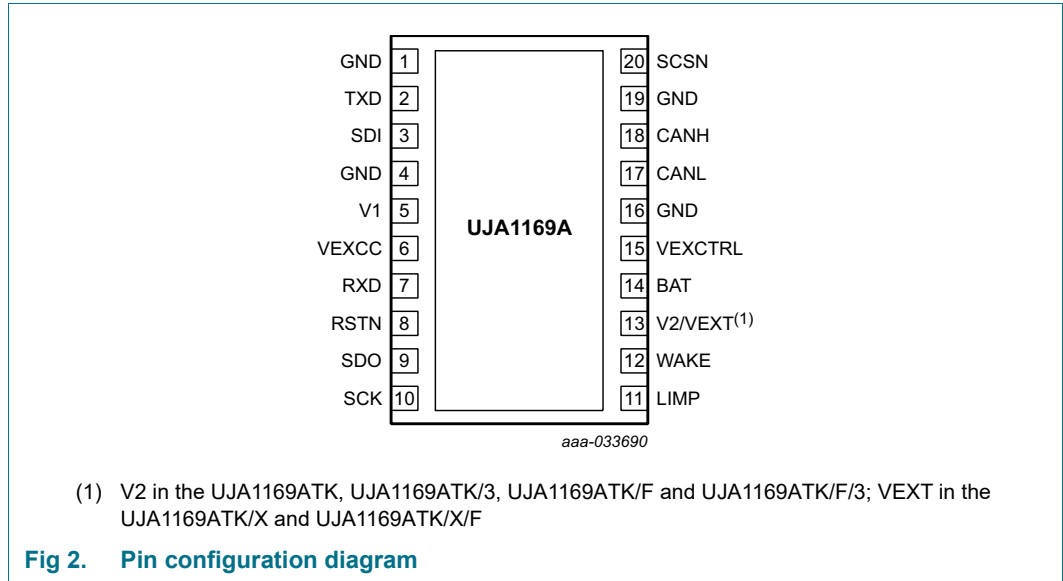 GND 1
TXD 2
SDI 3
GND 4
V1 5
VEXCC 6
RXD 7
RSTN 8
SDO 9
SCK 10
UJA1169A
20 SCSN
19 GND
18 CANH
17 CANL
16 GND
15 VEXCTRL
14 BAT
13 V2/VEXT(1)
12 WAKE
11 LIMP
aaa-033690
(1) V2 in the UJA1169ATK, UJA1169ATK/3, UJA1169ATK/F and UJA1169ATK/F/3; VEXT in the
UJA1169ATK/X and UJA1169ATK/X/F
Fig 2. Pin configuration diagram